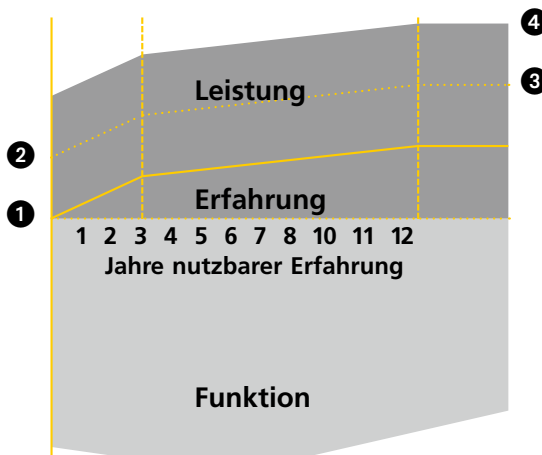 4
Leistung
3
2
Erfahrung
1
1 2 3 4 5 6 7 8 10 11 12
Jahre nutzbarer Erfahrung
Funktion